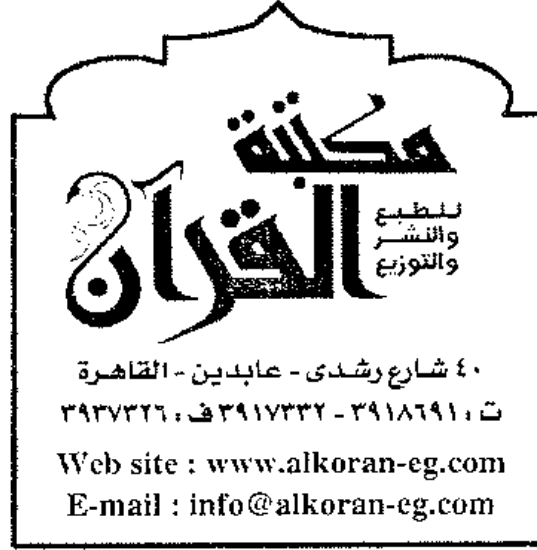 مكتبة
القرآن
للطبع
والنشر
والتوزيع
٤٠ شارع رشدى - عابدين - القاهرة
ت : ٣٩١٨٦٩١ - ٣٩١٧٣٣٢ ف : ٣٩٣٧٣٢٦
Web site : www.alkoran-eg.com
E-mail : info@alkoran-eg.com